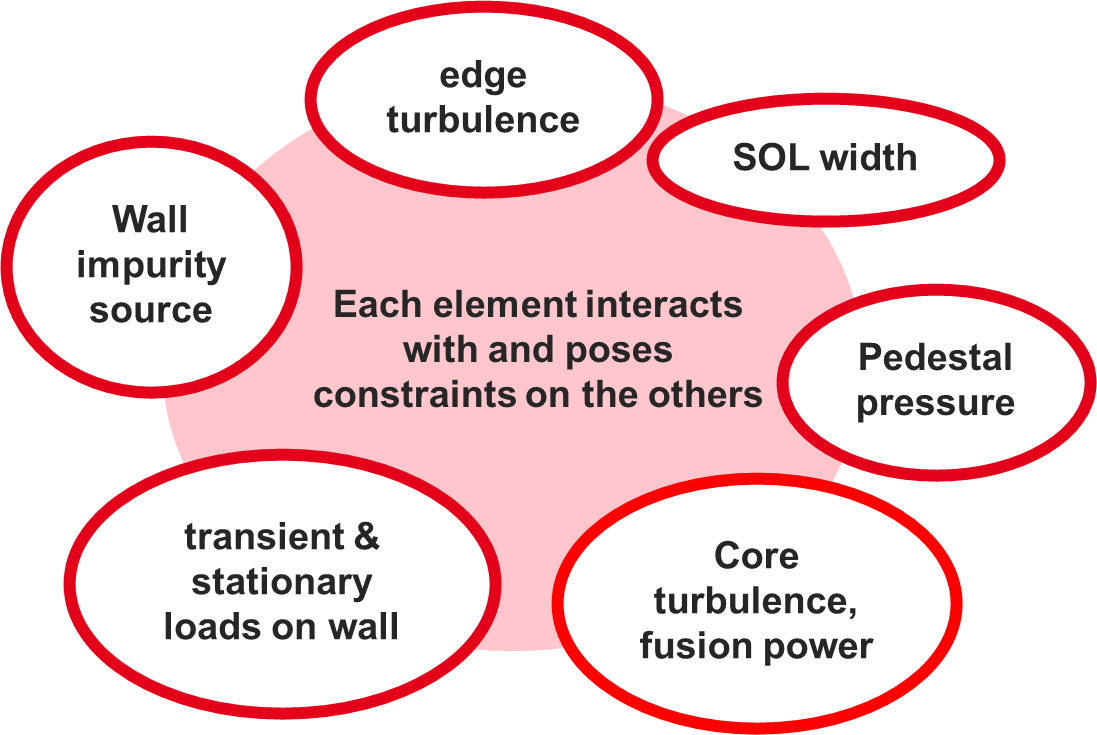 edge
turbulence
SOL width
Wall
impurity
source
Each element interacts
with and poses
constraints on the others
Pedestal
pressure
transient &
stationary
loads on wall
Core
turbulence,
fusion power